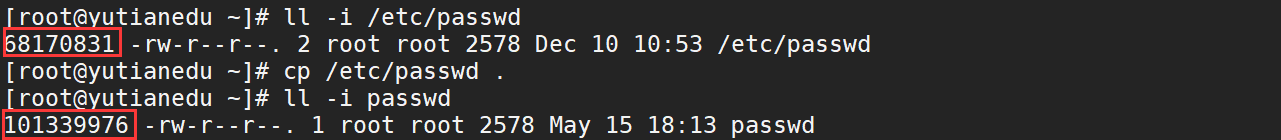 [root@yutianedu ~]# ll -i /etc/passwd
68170831 -rw-r--r--. 2 root root 2578 Dec 10 10:53 /etc/passwd
[root@yutianedu ~]# cp /etc/passwd .
[root@yutianedu ~]# ll -i passwd
101339976 -rw-r--r--. 1 root root 2578 May 15 18:13 passwd